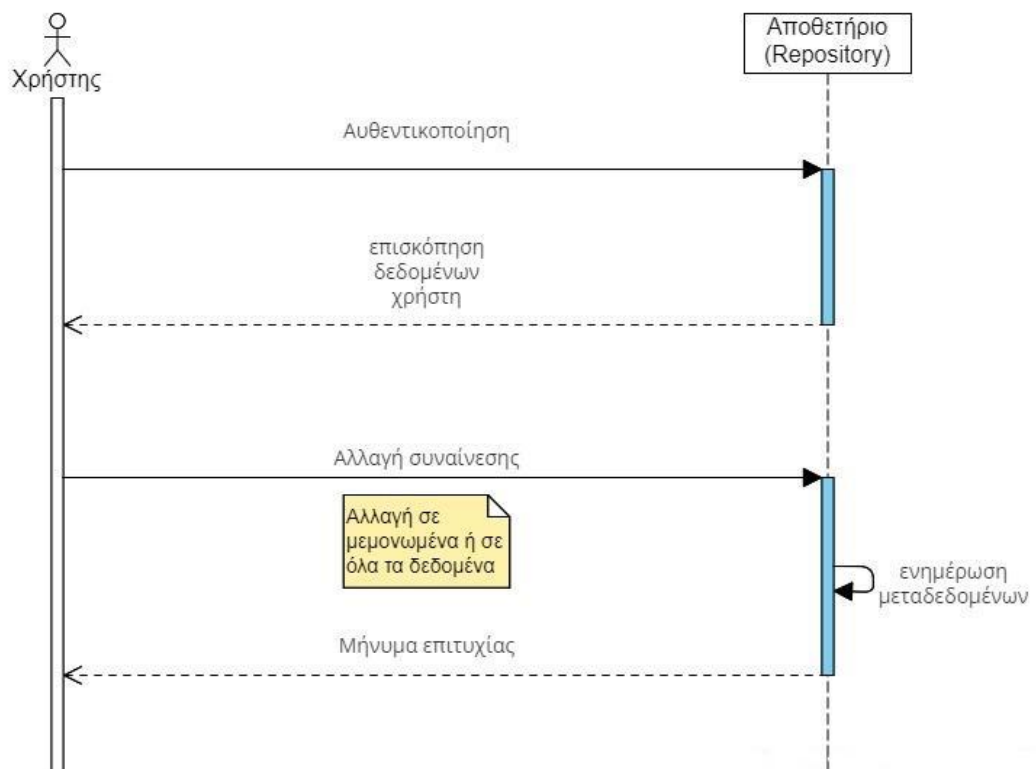 Χρήστης
Αποθετήριο
(Repository)
Αυθεντικοποίηση
επισκόπηση
δεδομένων
χρήστη
Αλλαγή συναίνεσης
Αλλαγή σε
μεμονωμένα ή σε
όλα τα δεδομένα
ενημέρωση
μεταδεδομένων
Μήνυμα επιτυχίας